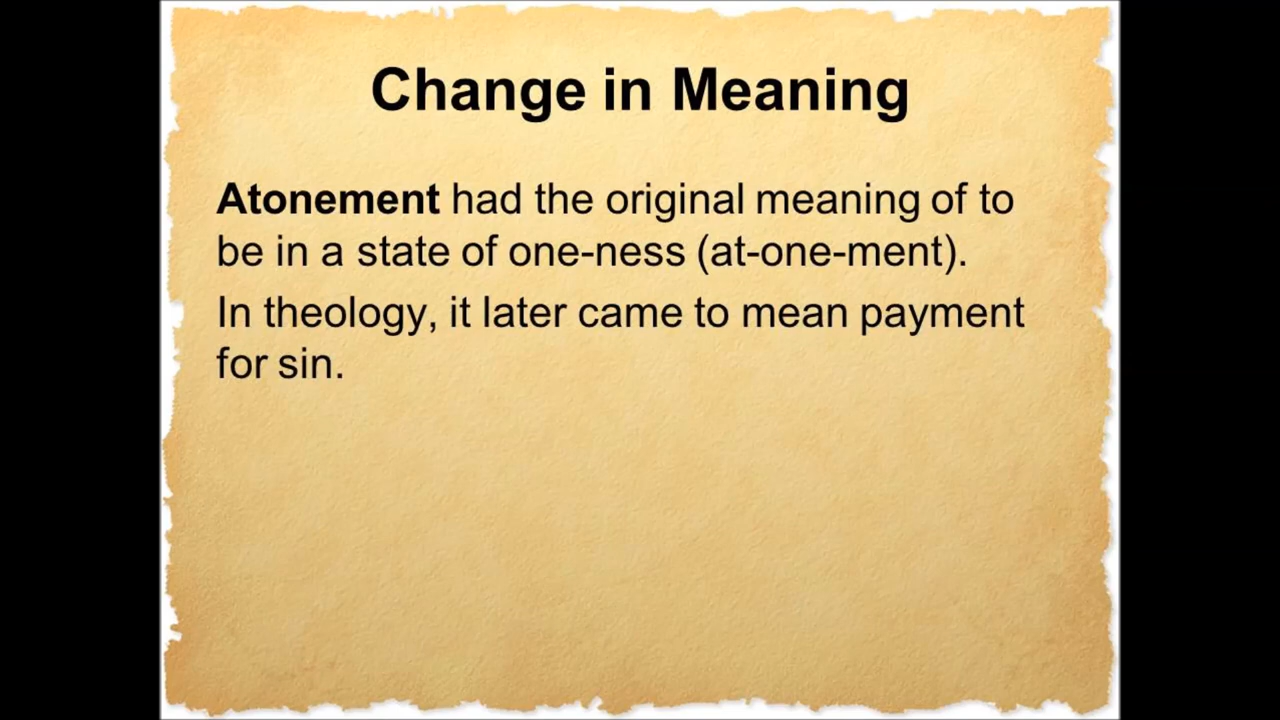 Change in Meaning
Atonement had the original meaning of to
be in a state of one-ness (at-one-ment).
In theology, it later came to mean payment
for sin.